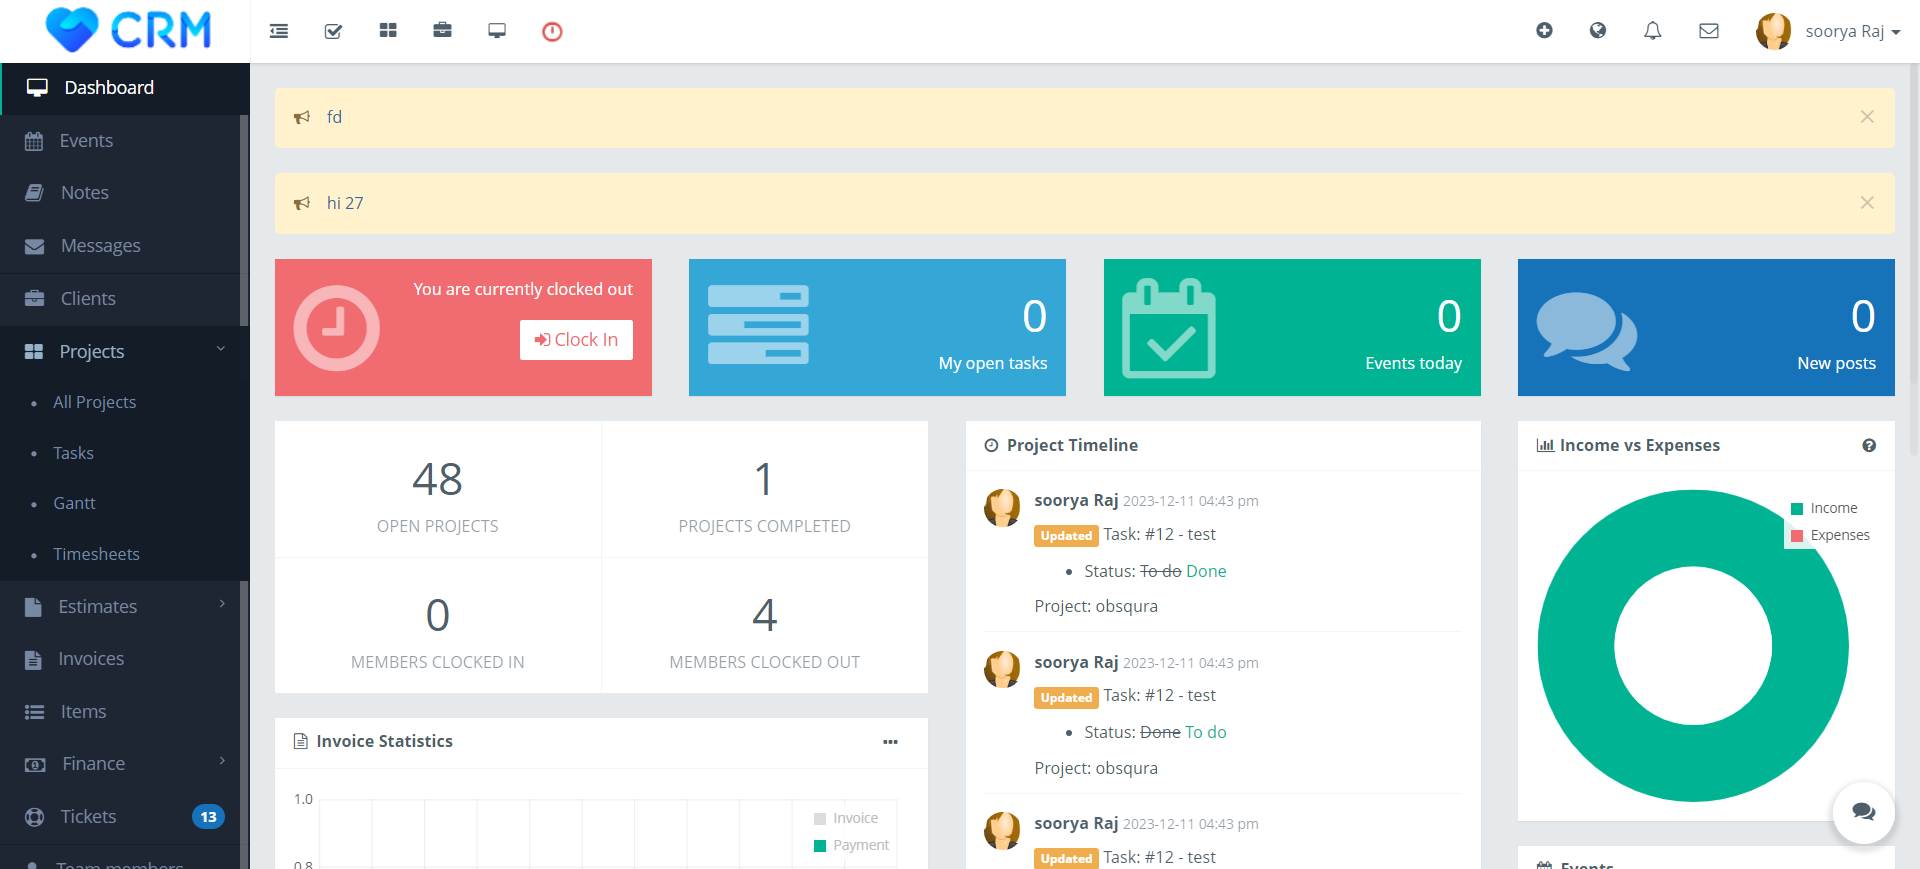 CRM
soorya Raj
Dashboard
Events
Notes
Messages
Clients
Projects
All Projects
Tasks
Gantt
Timesheets
Estimates
Invoices
Items
Finance
Tickets 13
Team members
fd
hi 27
You are currently clocked out
Clock In
0
My open tasks
0
Events today
0
New posts
48
OPEN PROJECTS
1
PROJECTS COMPLETED
0
MEMBERS CLOCKED IN
4
MEMBERS CLOCKED OUT
Invoice Statistics
1.0
0.8
Invoice
Payment
Project Timeline
soorya Raj 2023-12-11 04:43 pm
Updated Task: #12 - test
• Status: To do Done
Project: obsqura
soorya Raj 2023-12-11 04:43 pm
Updated Task: #12 - test
• Status: Done To do
Project: obsqura
soorya Raj 2023-12-11 04:43 pm
Updated Task: #12 - test
Income vs Expenses
Income
Expenses
Events